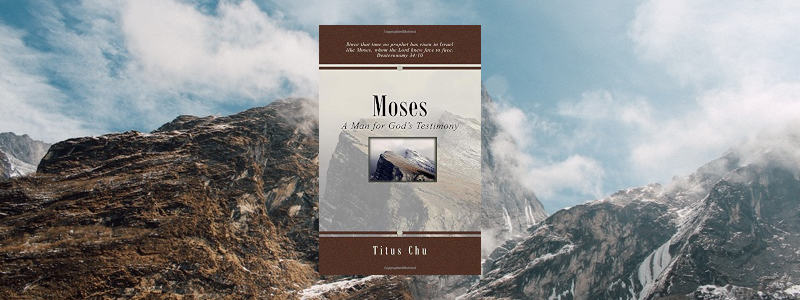 Since that time no prophet has risen in Israel
like Moses, whom the Lord knew face to face.
Deuteronomy 34:10
Moses
A Man for God's Testimony
Titus Chu